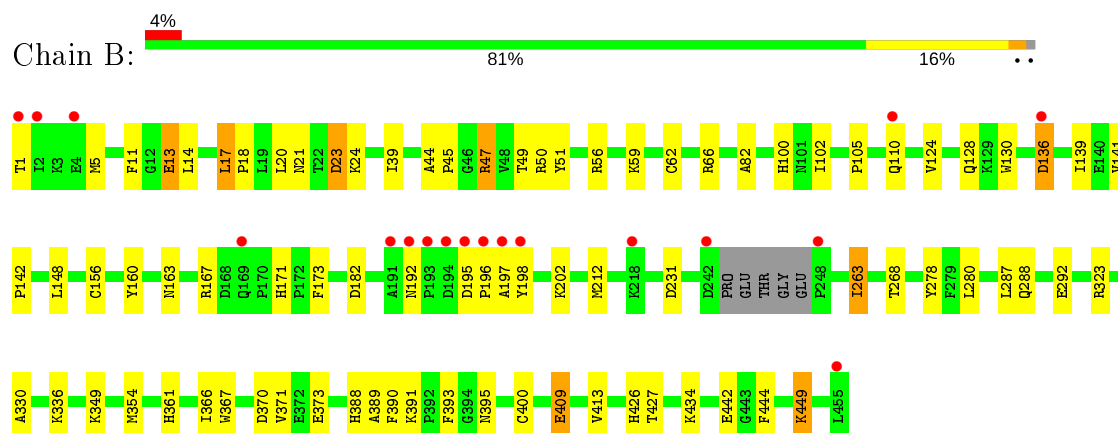 4%
Chain B:
81% 16% • •
T1 I2 K3 E4 M5 F11 G12 E13 L14 L17 P18 L19 L20 N21 T22 D23 K24 I39 A44 P45 G46 R47 V48 T49 R50 Y51 R56 K59 C62 R66 A82 H100 N101 I102 P105 Q110 V124 Q128 K129 W130 D136 I139 E140 V141
P142 L148 C156 Y160 N163 R167 D168 Q169 P170 H171 P172 F173 D182 A191 N192 P193 D194 D195 P196 A197 Y198 K202 M212 K218 D231 D242 PRO GLU THR GLY GLU P248 I263 T268 Y278 F279 L280 L287 Q288 E292 R323
A330 K336 K349 M354 H361 I366 W367 D370 V371 E372 E373 H388 A389 F390 K391 P392 F393 G394 N395 C400 E409 V413 H426 T427 K434 E442 G443 F444 K449 L455